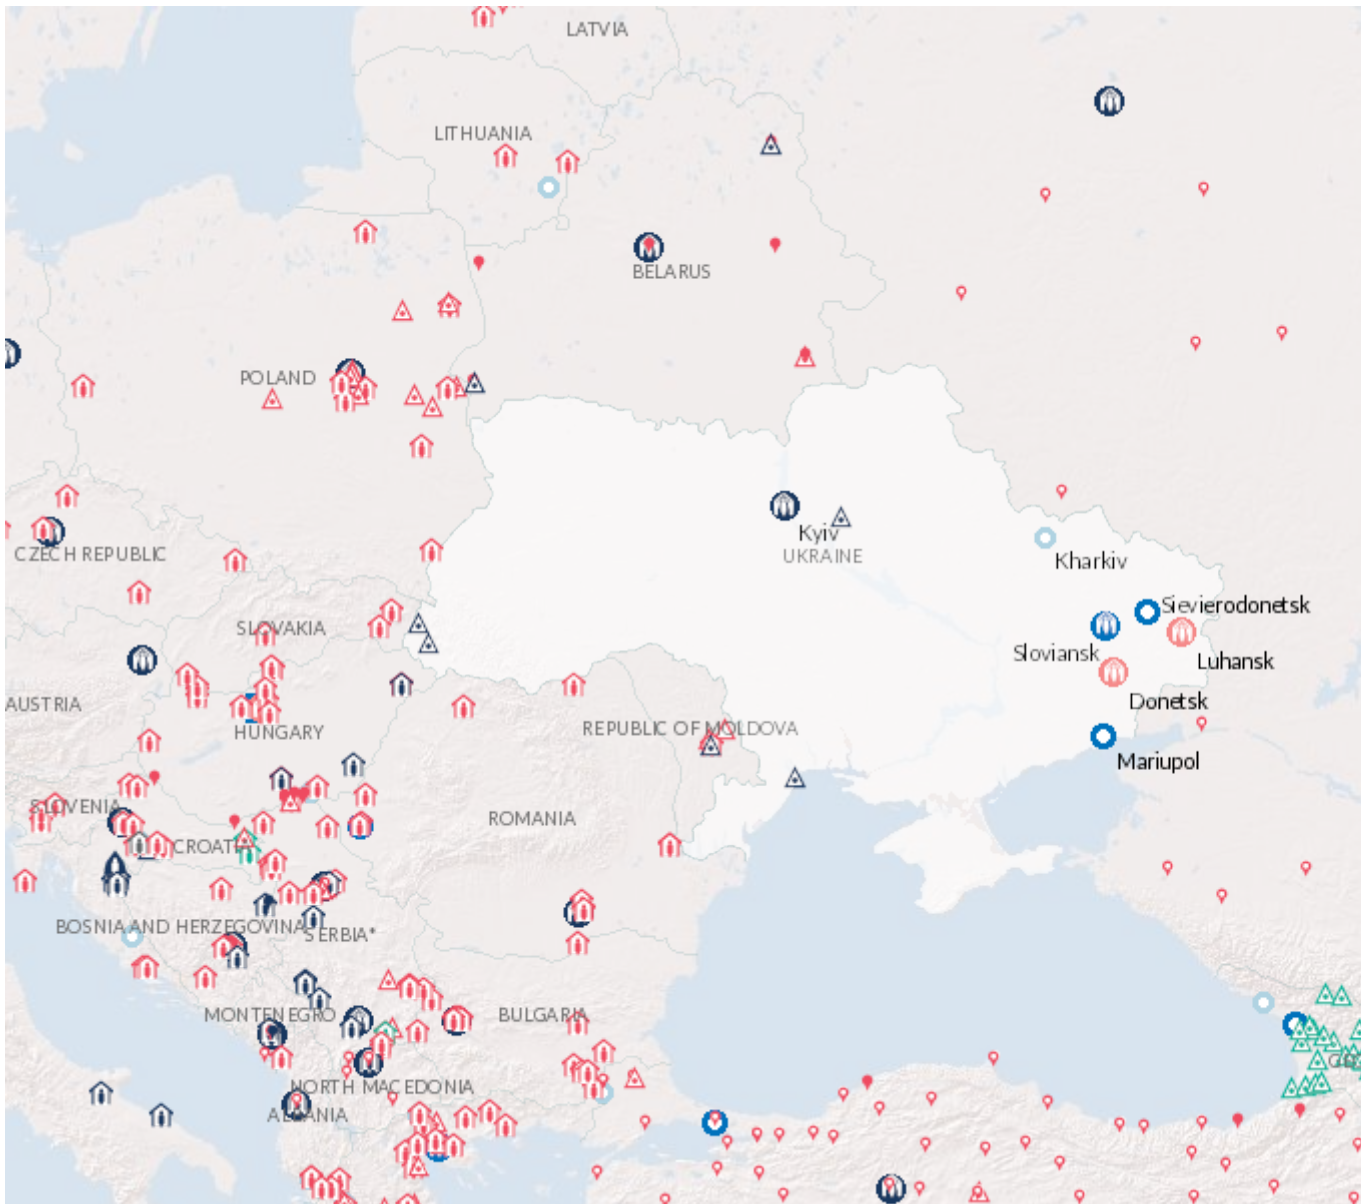 LATVIA
LITHUANIA
BELARUS
POLAND
Kyiv
UKRAINE
CZECH REPUBLIC
Kharkiv
Sievierodonetsk
SLOVAKIA
Sloviansk
Luhansk
AUSTRIA
Donetsk
HUNGARY
REPUBLIC OF MOLDOVA
Mariupol
SLOVENIA
ROMANIA
CROATIA
BOSNIA AND HERZEGOVINA
SERBIA*
MONTENEGRO
BULGARIA
NORTH MACEDONIA
ALBANIA